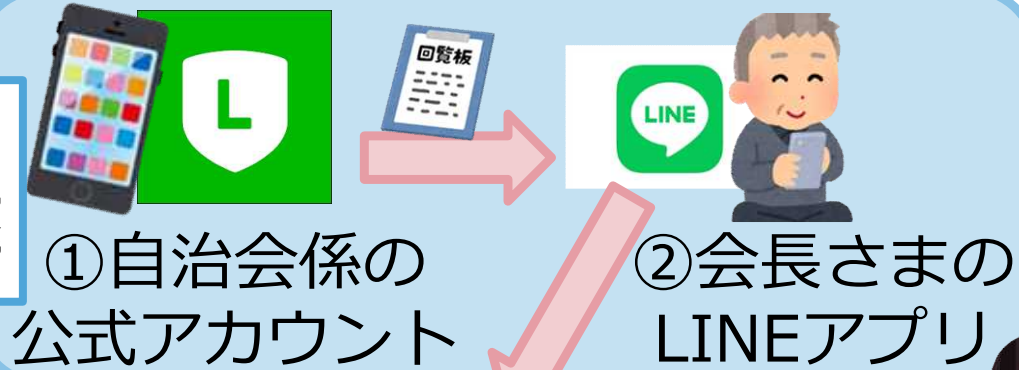 L
回覧板
LINE
①自治会係の
公式アカウント
②会長さまの
LINEアプリ